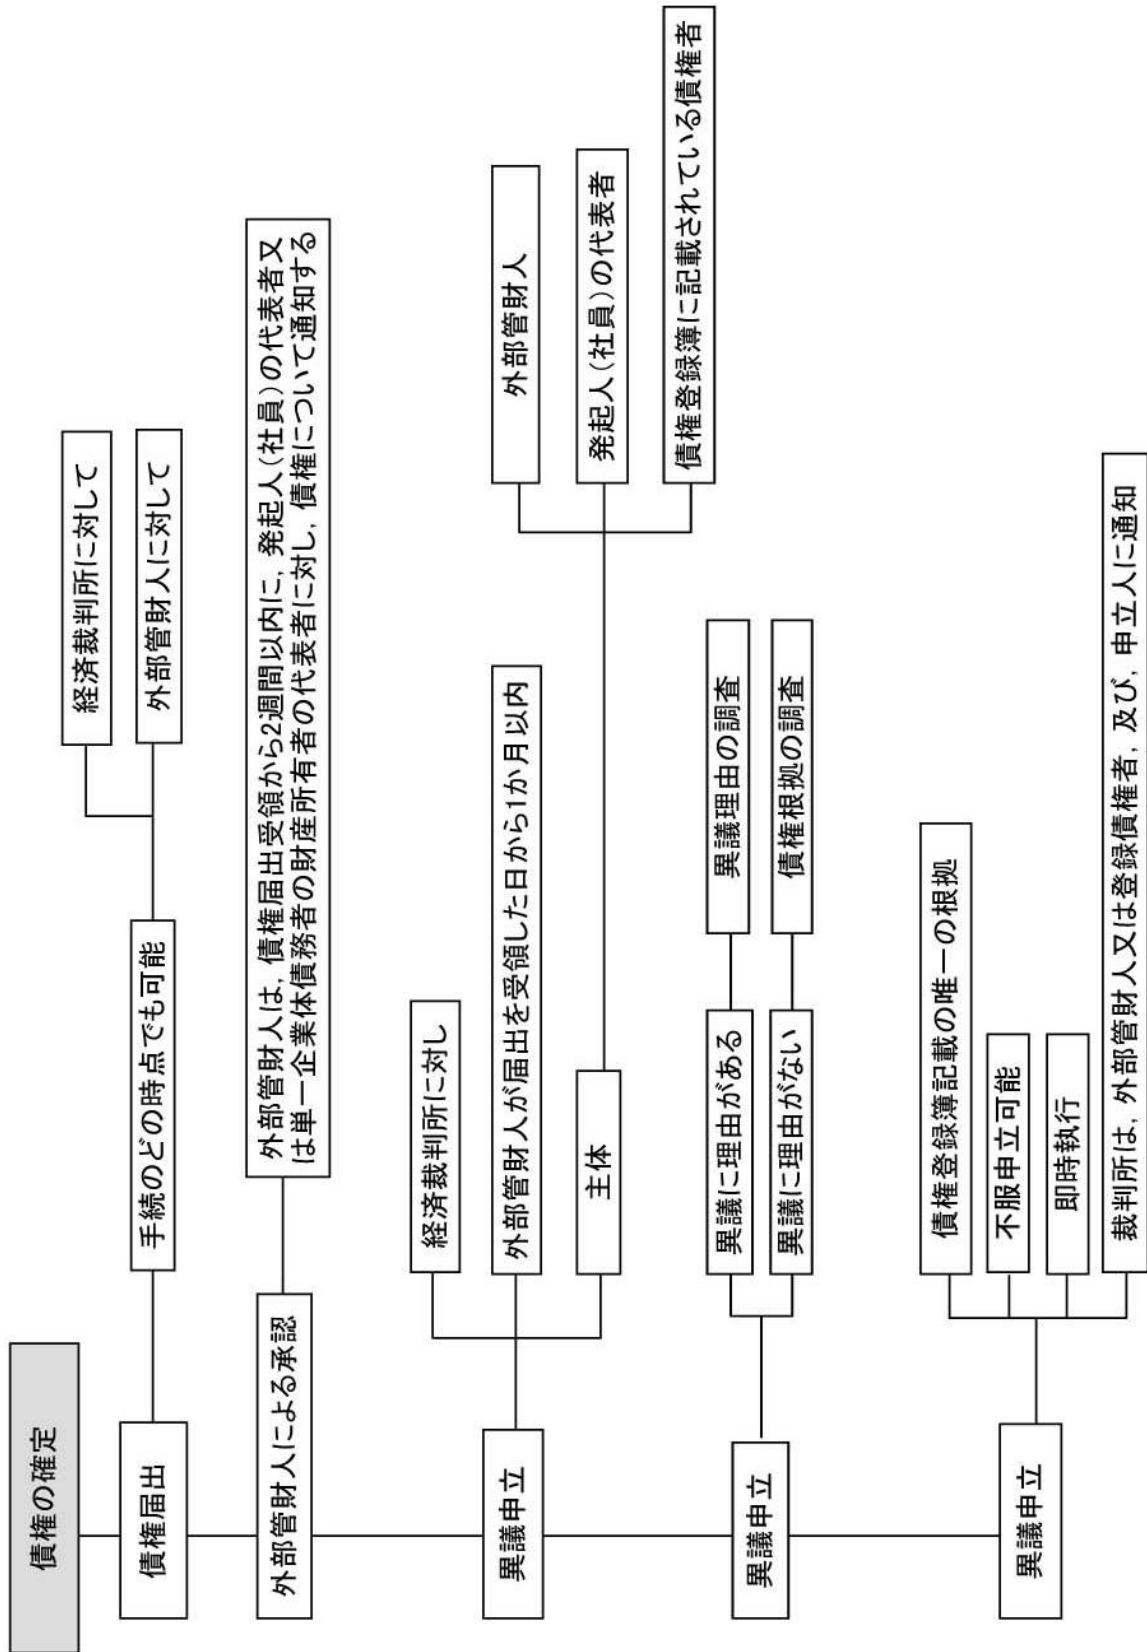 債権の確定
債権届出
手続のどの時点でも可能
経済裁判所に対して
外部管財人に対して
外部管財人による承認
外部管財人は，債権届出受領から2週間以内に，発起人（社員）の代表者又
は単一企業体債務者の財産所有者の代表者に対し，債権について通知する
異議申立
経済裁判所に対し
外部管財人が届出を受領した日から1か月以内
主体
外部管財人
発起人（社員）の代表者
債権登録簿に記載されている債権者
異議申立
異議に理由がある
異議理由の調査
異議に理由がない
債権根拠の調査
異議申立
債権登録簿記載の唯一の根拠
不服申立可能
即時執行
裁判所は，外部管財人又は登録債権者，及び，申立人に通知